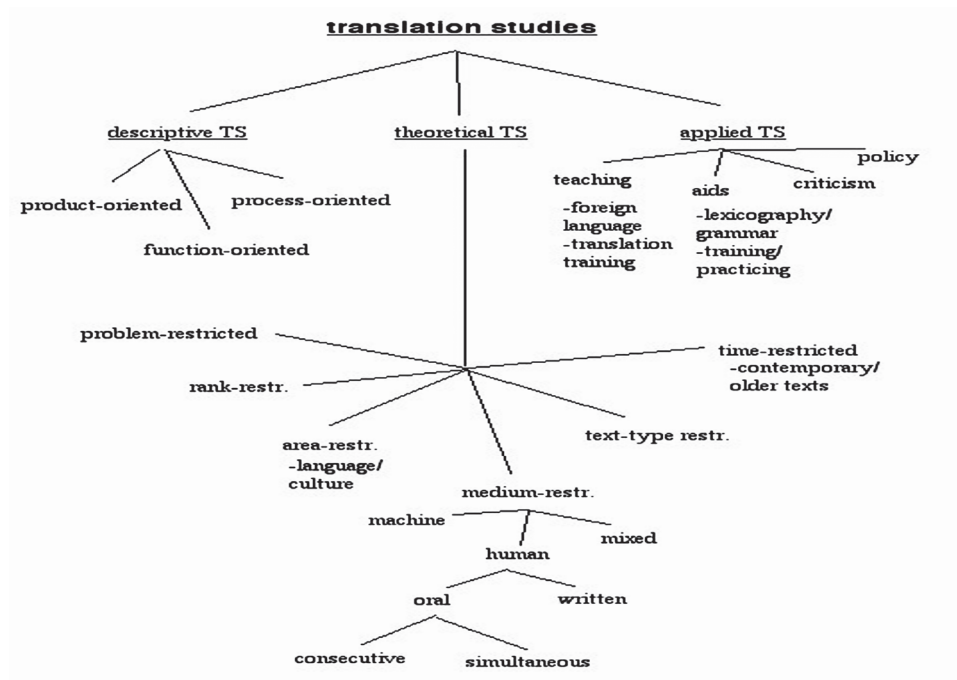 translation studies
descriptive TS
theoretical TS
applied TS
product-oriented
process-oriented
function-oriented
teaching
-foreign
language
-translation
training
aids
-lexicography/
grammar
-training/
practicing
criticism
policy
problem-restricted
rank-restr.
area-restr.
-language/
culture
medium-restr.
text-type restr.
time-restricted
-contemporary/
older texts
machine
human
mixed
oral
written
consecutive
simultaneous